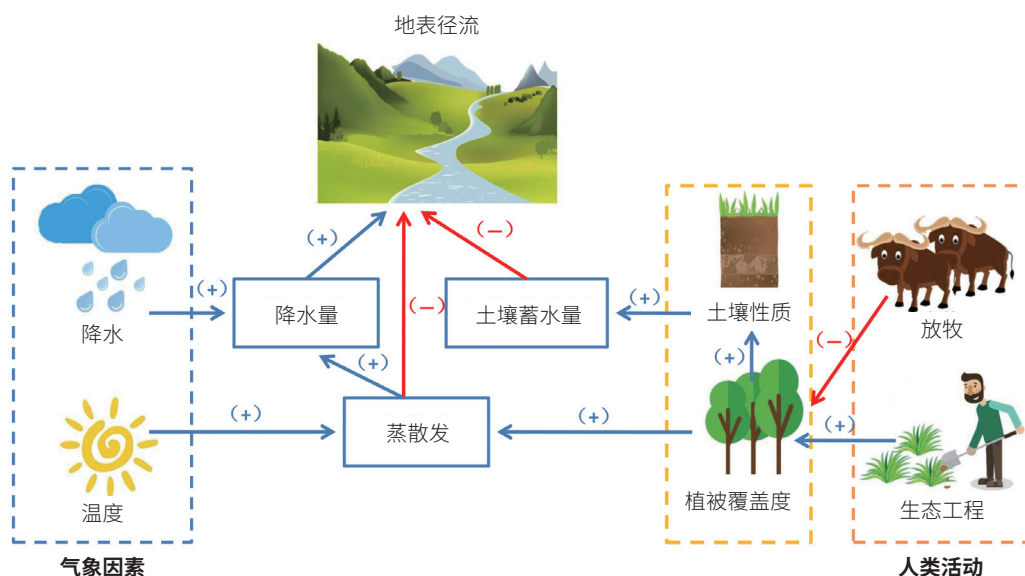 地表径流
(+)
(−)
(+)
降水量
(−)
土壤蓄水量
(+)
降水
土壤性质
放牧
(+)
(+)
(−)
(+)
蒸散发
(+)
(+)
温度
植被覆盖度
生态工程
气象因素
人类活动